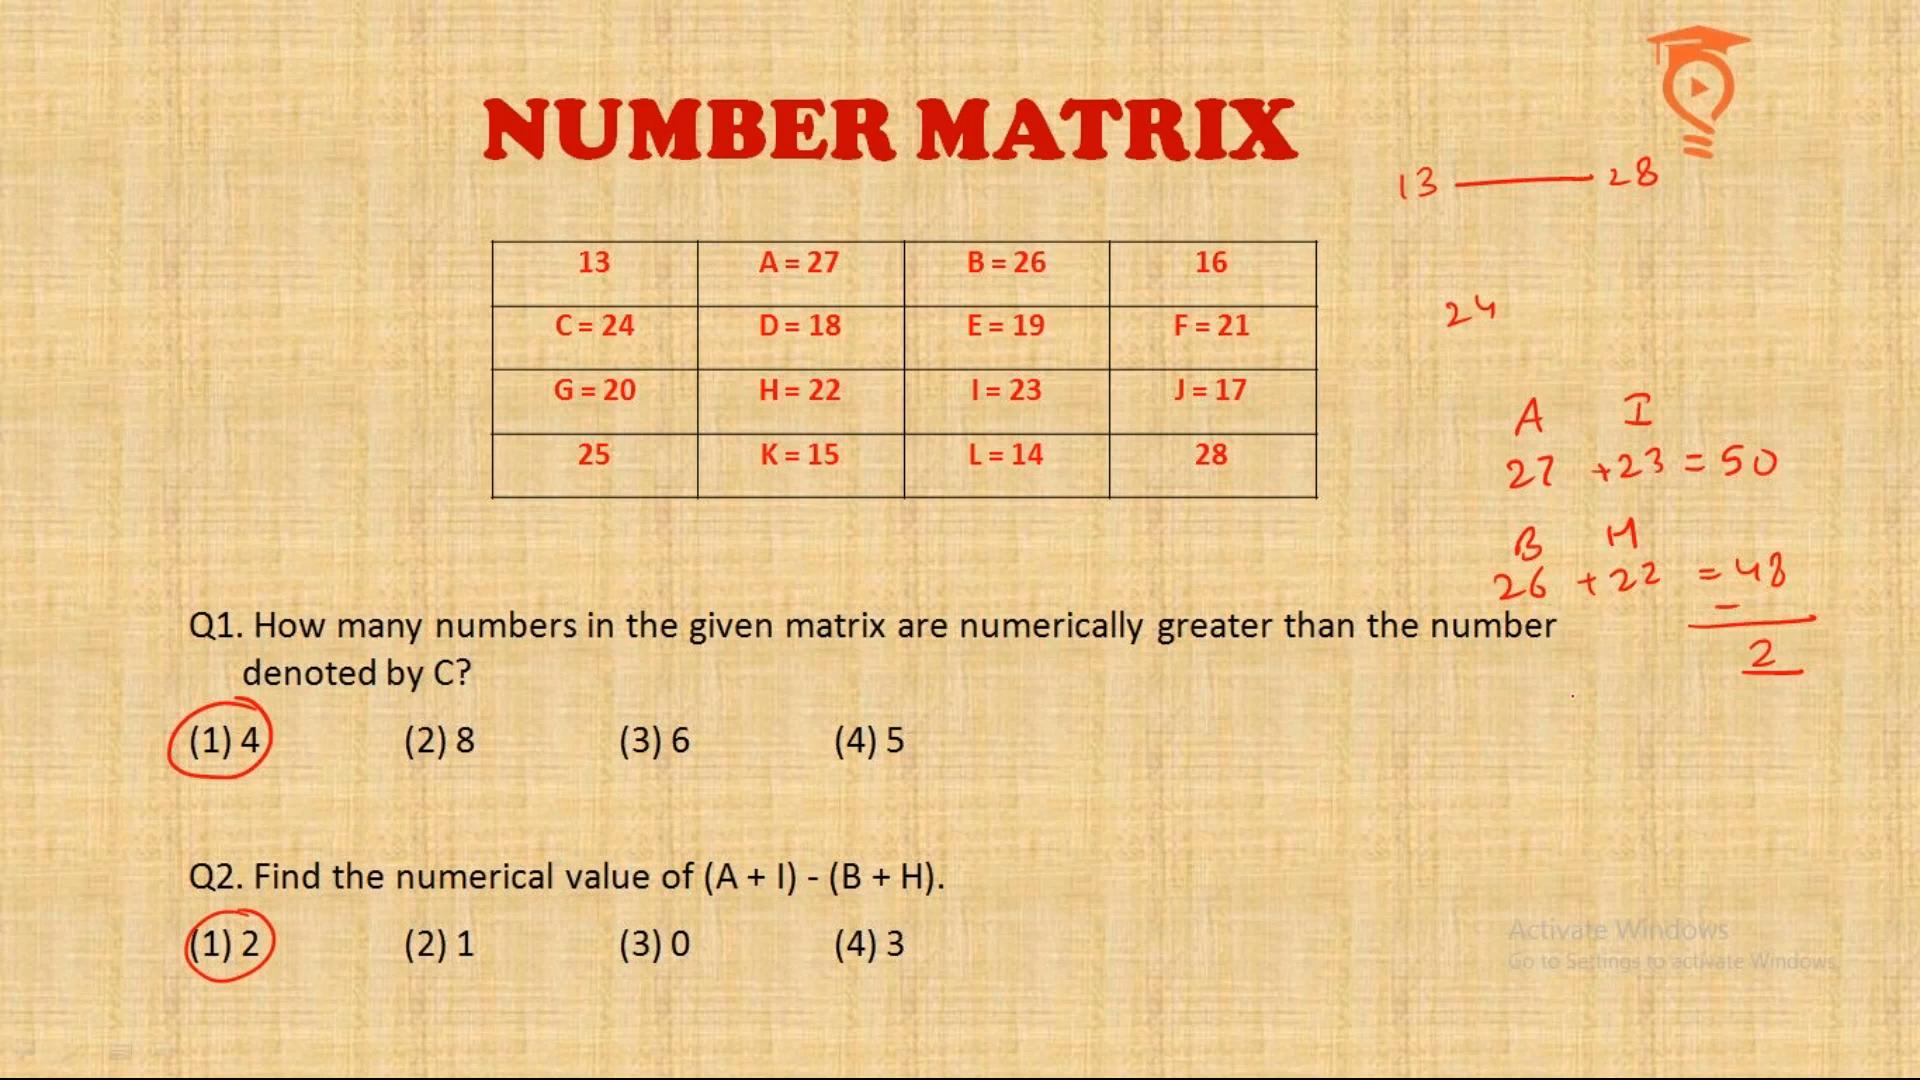 NUMBER MATRIX
13 — 28
13 A = 27 B = 26 16
C = 24 D = 18 E = 19 F = 21
24
G = 20 H = 22 I = 23 J = 17
A I
25 K = 15 L = 14 28
27 + 23 = 50
B H
26 + 22 = 48
Q1. How many numbers in the given matrix are numerically greater than the number
−
denoted by C?
2
(1) 4 (2) 8 (3) 6 (4) 5
Q2. Find the numerical value of (A + I) - (B + H).
(1) 2 (2) 1 (3) 0 (4) 3
Activate Windows
Go to Settings to activate Windows.